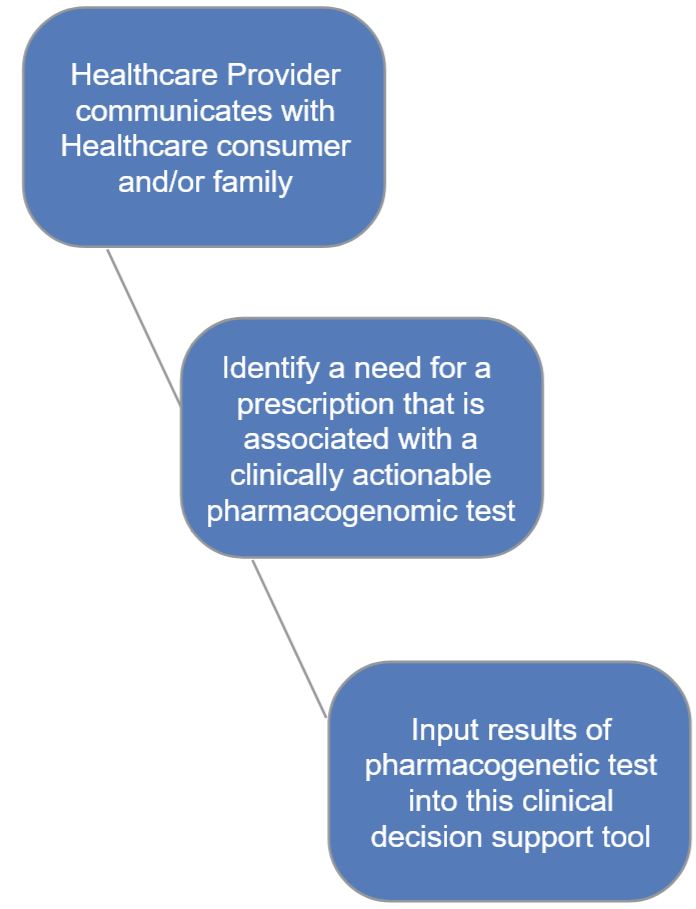 Healthcare Provider
communicates with
Healthcare consumer
and/or family
Identify a need for a
prescription that is
associated with a
clinically actionable
pharmacogenomic test
Input results of
pharmacogenetic test
into this clinical
decision support tool